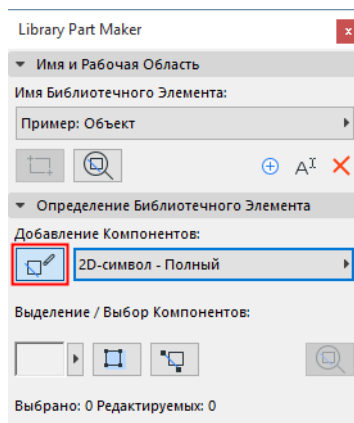 Library Part Maker
Имя и Рабочая Область
Имя Библиотечного Элемента:
Пример: Объект
Определение Библиотечного Элемента
Добавление Компонентов:
2D-символ - Полный
Выделение / Выбор Компонентов:
Выбрано: 0 Редактируемых: 0